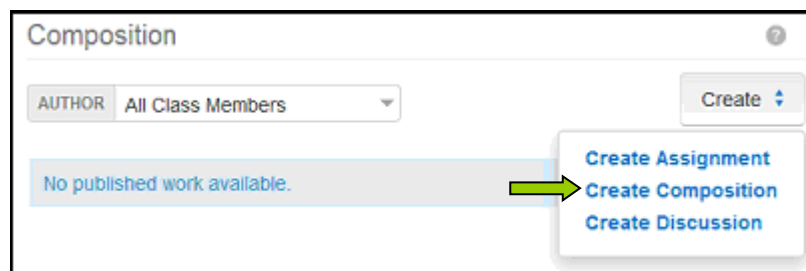 Composition
AUTHOR All Class Members
Create
Create Assignment
No published work available.
Create Composition
Create Discussion